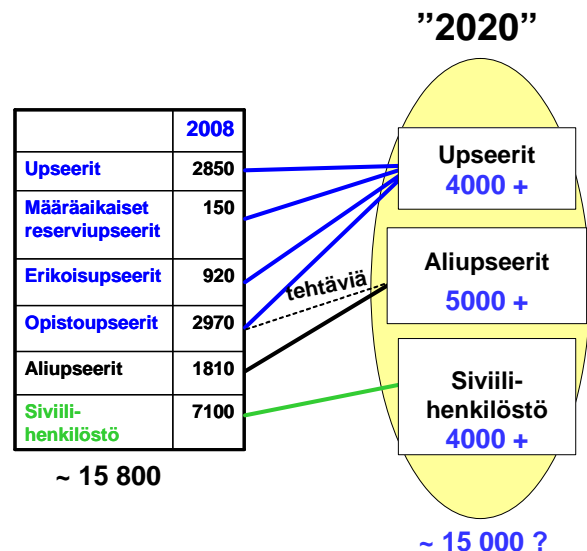 "2020"
2008
Upseerit 2850
Määräaikaiset
reserviupseerit 150
Erikoisupseerit 920
Opistoupseerit 2970
Aliupseerit 1810
Siviili-
henkilöstö 7100
~ 15 800
tehtäviä
Upseerit
4000 +
Aliupseerit
5000 +
Siviili-
henkilöstö
4000 +
~ 15 000 ?